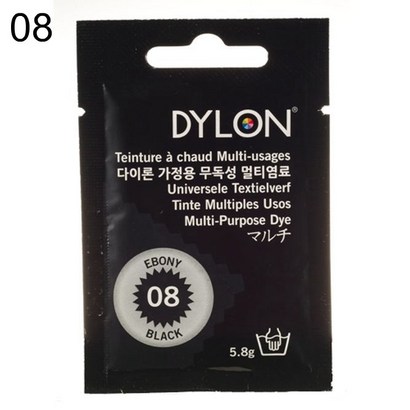 08
DYLON®
Teinture à chaud Multi-usages
다이론 가정용 무독성 멀티염료
Universele Textielverf
Tinte Multiples Usos
Multi-Purpose Dye
マルチ
EBONY
08
BLACK
5.8g